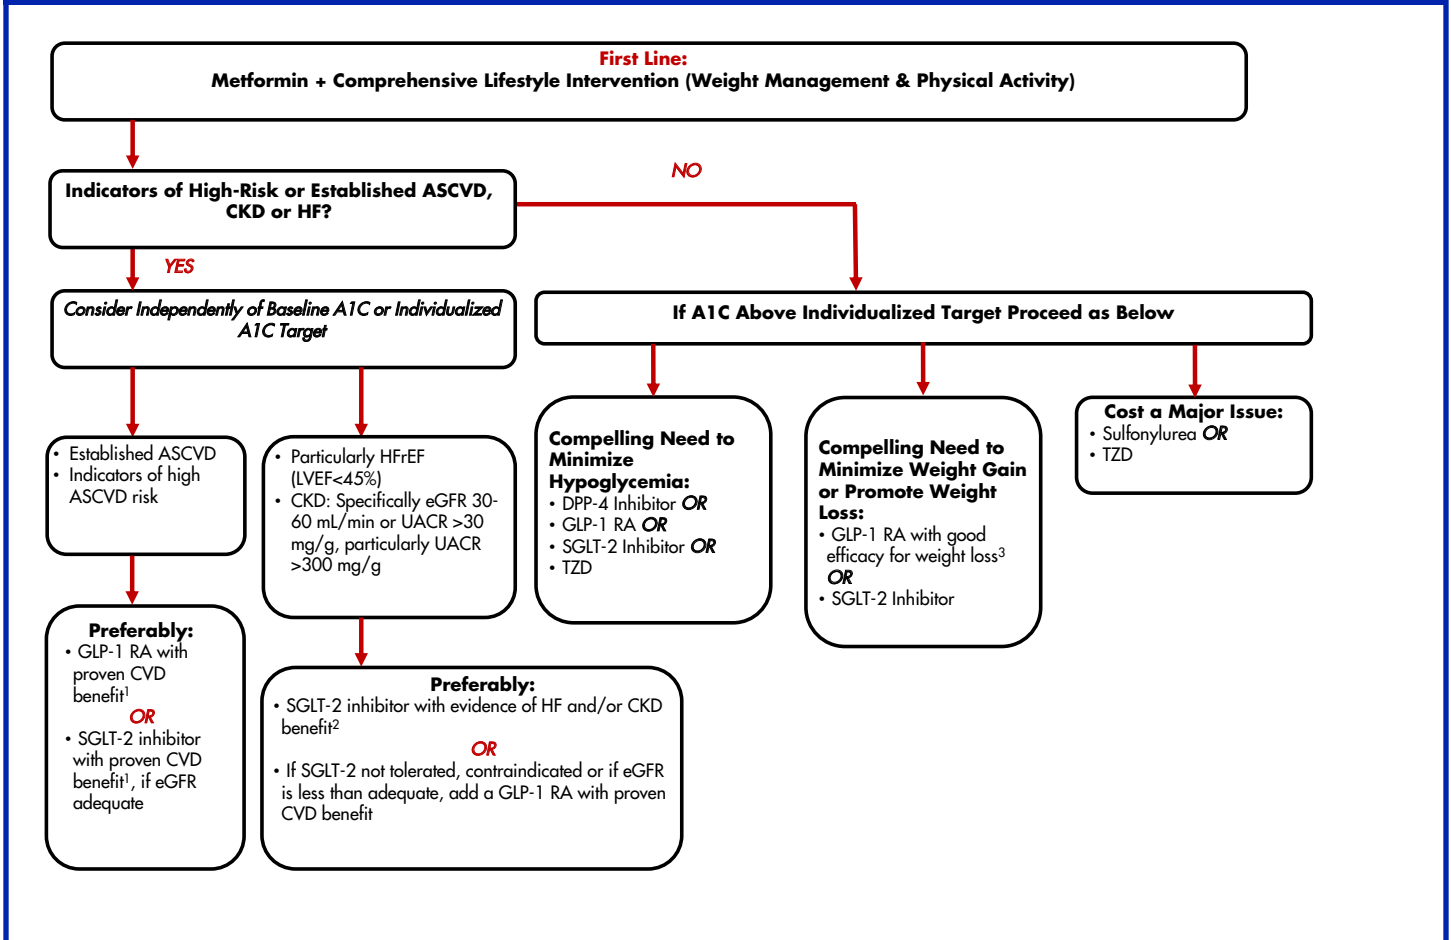 First Line:
Metformin + Comprehensive Lifestyle Intervention (Weight Management & Physical Activity)
NO
Indicators of High-Risk or Established ASCVD,
CKD or HF?
YES
Consider Independently of Baseline A1C or Individualized
A1C Target
If A1C Above Individualized Target Proceed as Below
• Established ASCVD
• Indicators of high
ASCVD risk
• Particularly HFrEF
(LVEF<45%)
• CKD: Specifically eGFR 30-
60 mL/min or UACR >30
mg/g, particularly UACR
>300 mg/g
Compelling Need to
Minimize
Hypoglycemia:
• DPP-4 Inhibitor OR
• GLP-1 RA OR
• SGLT-2 Inhibitor OR
• TZD
Compelling Need to
Minimize Weight Gain
or Promote Weight
Loss:
• GLP-1 RA with good
efficacy for weight loss³
OR
• SGLT-2 Inhibitor
Cost a Major Issue:
• Sulfonylurea OR
• TZD
Preferably:
• GLP-1 RA with
proven CVD
benefit¹
OR
• SGLT-2 inhibitor
with proven CVD
benefit¹, if eGFR
adequate
Preferably:
• SGLT-2 inhibitor with evidence of HF and/or CKD
benefit²
OR
• If SGLT-2 not tolerated, contraindicated or if eGFR
is less than adequate, add a GLP-1 RA with proven
CVD benefit